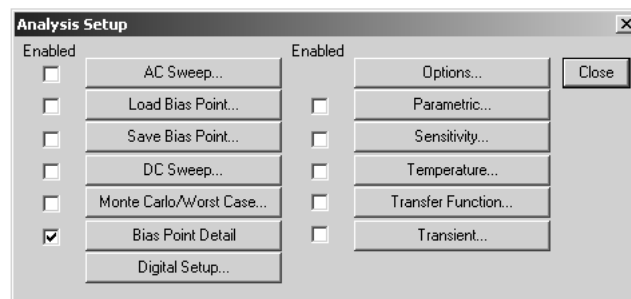 Analysis Setup
Enabled
AC Sweep...
Load Bias Point...
Save Bias Point...
DC Sweep...
Monte Carlo/Worst Case...
Bias Point Detail
Digital Setup...
Enabled
Options...
Parametric...
Sensitivity...
Temperature...
Transfer Function...
Transient...
Close